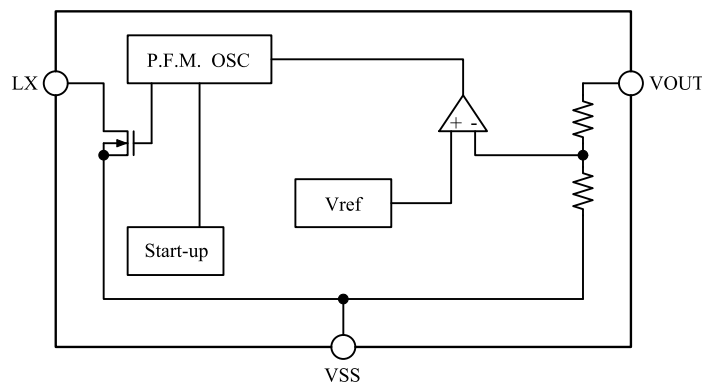 P.F.M. OSC
LX
VOUT
+ -
Vref
Start-up
VSS